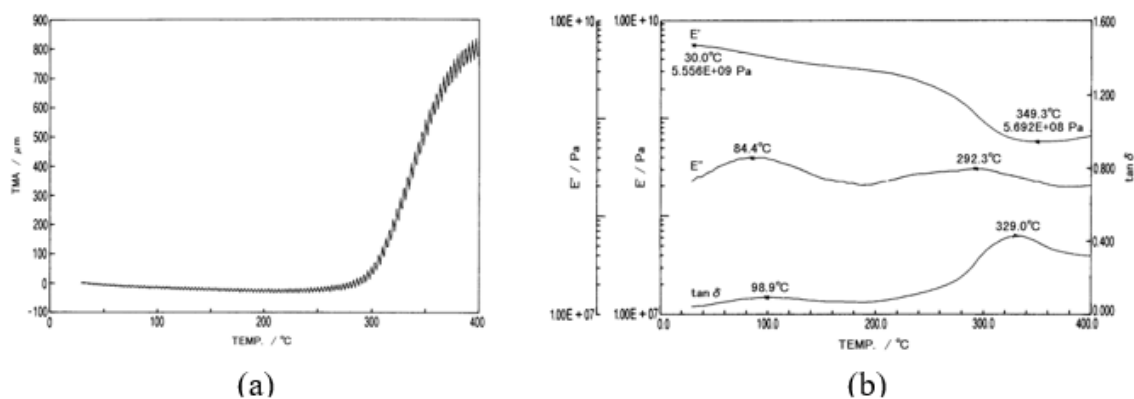 900
800
700
600
500
400
300
200
100
0
-100
TMA / μm
0
100
200
300
400
TEMP. / °C
(a)
1.00E + 10
E" / Pa
1.00E + 07
1.00E + 10
E' / Pa
1.00E + 07
E'
30.0°C
5.556E+09 Pa
349.3°C
5.692E+08 Pa
E"
84.4°C
292.3°C
329.0°C
tan δ
98.9°C
1.600
1.200
0.800
0.400
0.000
tan δ
0.0
100.0
200.0
300.0
400.0
TEMP. / °C
(b)